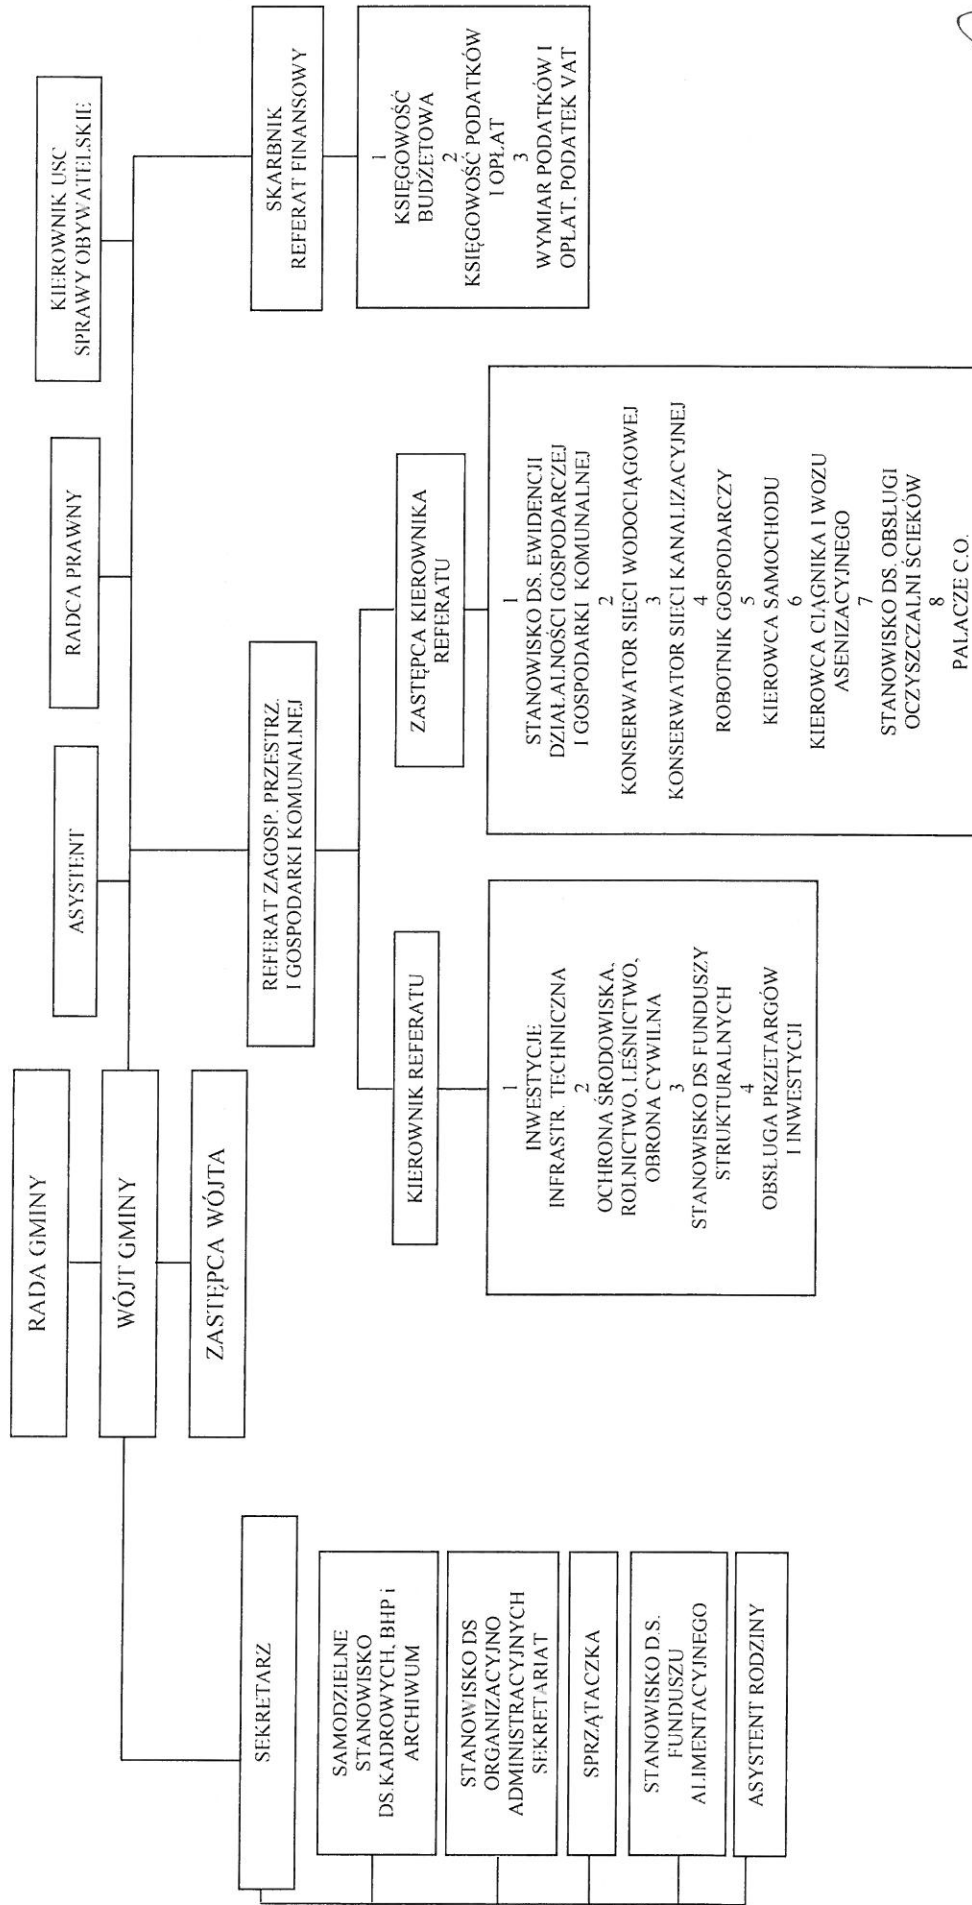 RADA GMINY
WÓJT GMINY
ZASTĘPCA WÓJTA
ASYSTENT
RADCA PRAWNY
KIEROWNIK USC
SPRAWY OBYWATELSKIE
SEKRETARZ
SAMODZIELNE
STANOWISKO
DS.KADROWYCH, BHP i
ARCHIWUM
STANOWISKO DS
ORGANIZACYJNO
ADMINISTRACYJNYCH
SEKRETARIAT
SPRZĄTACZKA
STANOWISKO D.S.
FUNDUSZU
ALIMENTACYJNEGO
ASYSTENT RODZINY
REFERAT ZAGOSP. PRZESTRZ.
I GOSPODARKI KOMUNALNEJ
KIEROWNIK REFERATU
1
INWESTYCJE
INFRASTR. TECHNICZNA
2
OCHRONA ŚRODOWISKA,
ROLNICTWO, LEŚNICTWO,
OBRONA CYWILNA
3
STANOWISKO DS FUNDUSZY
STRUKTURALNYCH
4
OBSŁUGA PRZETARGÓW
I INWESTYCJI
ZASTĘPCA KIEROWNIKA
REFERATU
1
STANOWISKO DS. EWIDENCJI
DZIAŁALNOŚCI GOSPODARCZEJ
I GOSPODARKI KOMUNALNEJ
2
KONSERWATOR SIECI WODOCIĄGOWEJ
3
KONSERWATOR SIECI KANALIZACYJNEJ
4
ROBOTNIK GOSPODARCZY
5
KIEROWCA SAMOCHODU
6
KIEROWCA CIĄGNIKA I WOZU
ASENIZACYJNEGO
7
STANOWISKO DS. OBSŁUGI
OCZYSZCZALNI ŚCIEKÓW
8
PALACZE C.O.
SKARBNIK
REFERAT FINANSOWY
1
KSIĘGOWOŚĆ
BUDŻETOWA
2
KSIĘGOWOŚĆ PODATKÓW
I OPŁAT
3
WYMIAR PODATKÓW I
OPŁAT, PODATEK VAT